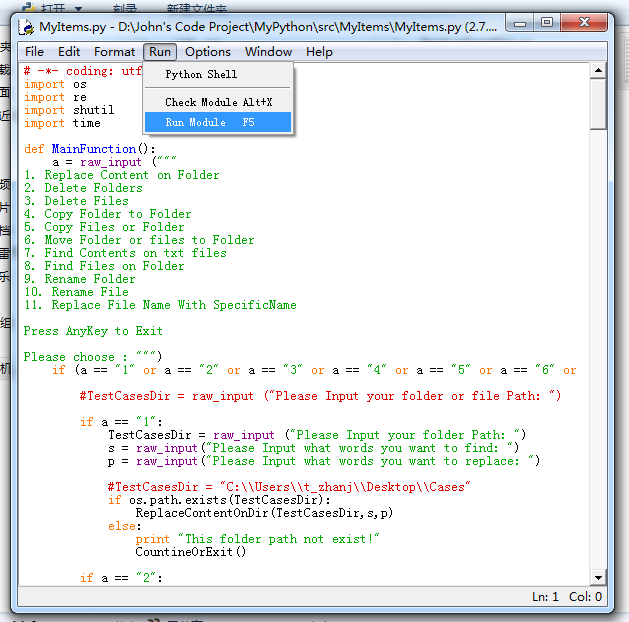 打开 刻录 新建文件夹
MyItems.py - D:\John's Code Project\MyPython\src\MyItems\MyItems.py (2.7....
File Edit Format Run Options Window Help
# -*- coding: utf
import os
import re
import shutil
import time
Python Shell
Check Module Alt+X
Run Module F5
def MainFunction():
a = raw_input ("""
1. Replace Content on Folder
2. Delete Folders
3. Delete Files
4. Copy Folder to Folder
5. Copy Files or Folder
6. Move Folder or files to Folder
7. Find Contents on txt files
8. Find Files on Folder
9. Rename Folder
10. Rename File
11. Replace File Name With SpecificName
Press AnyKey to Exit
Please choose : """)
if (a == "1" or a == "2" or a == "3" or a == "4" or a == "5" or a == "6" or
#TestCasesDir = raw_input ("Please Input your folder or file Path: ")
if a == "1":
TestCasesDir = raw_input ("Please Input your folder Path: ")
s = raw_input("Please Input what words you want to find: ")
p = raw_input("Please Input what words you want to replace: ")
#TestCasesDir = "C:\\Users\\t_zhanj\\Desktop\\Cases"
if os.path.exists(TestCasesDir):
ReplaceContentOnDir(TestCasesDir,s,p)
else:
print "This folder path not exist!"
CountineOrExit()
if a == "2":
Ln: 1 Col: 0